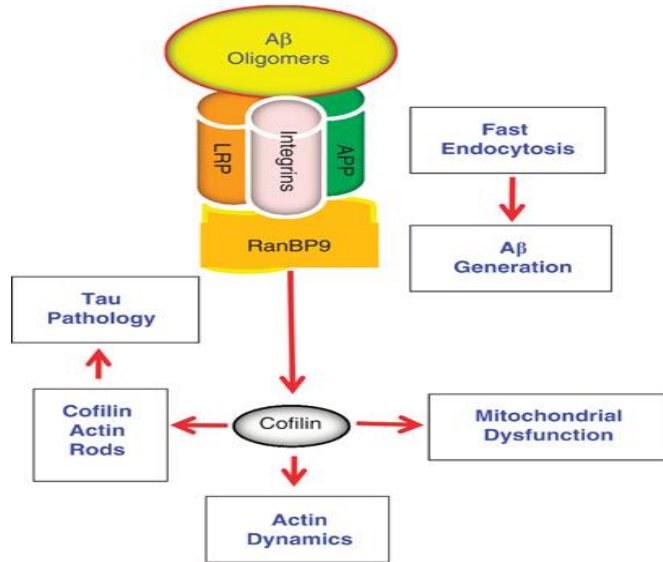 Aβ
Oligomers
LRP
Integrins
APP
RanBP9
Fast
Endocytosis
Aβ
Generation
Tau
Pathology
Cofilin
Actin
Rods
Cofilin
Mitochondrial
Dysfunction
Actin
Dynamics